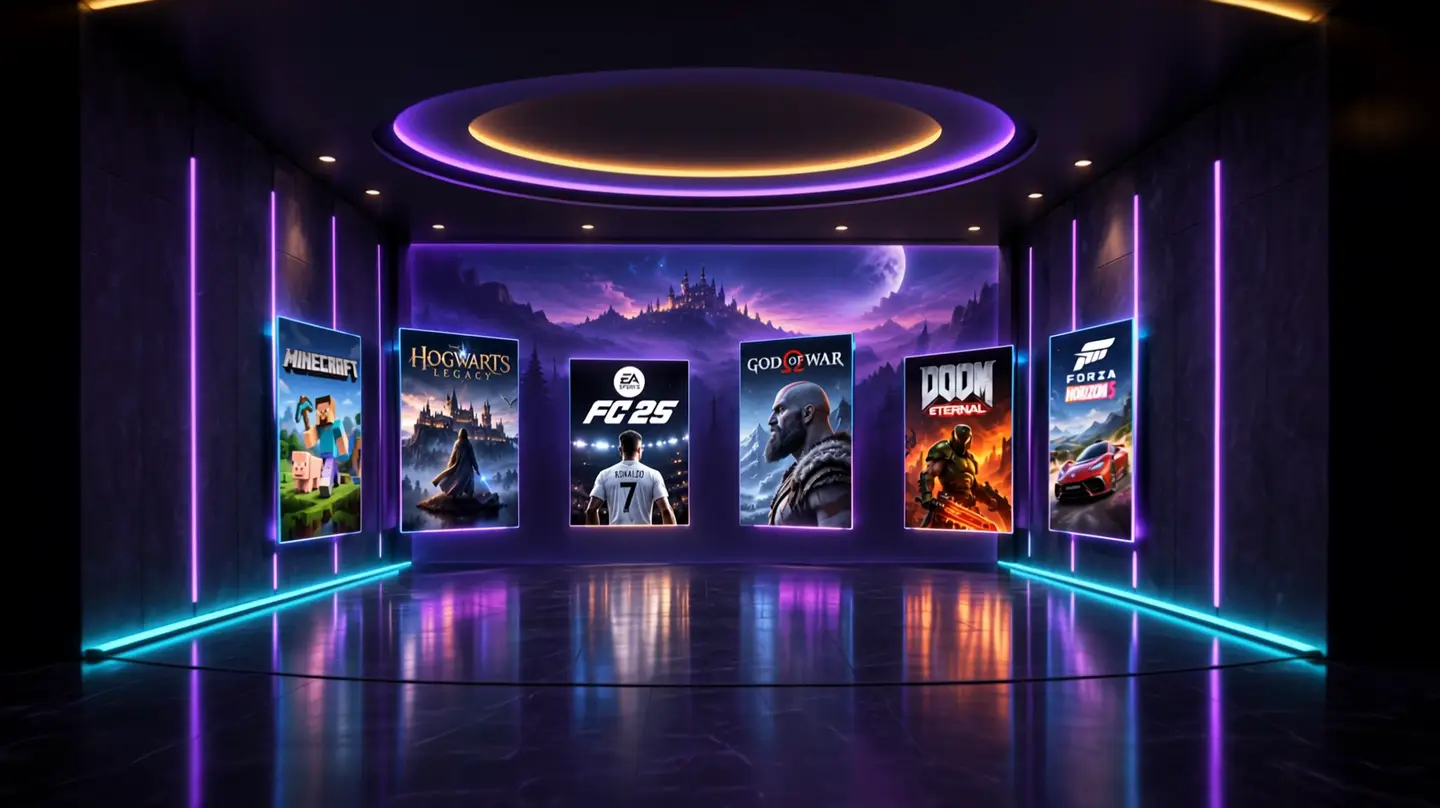 MINECRAFT
HOGWARTS
LEGACY
EA
SPORTS
FC 25
RONALDO
7
GOD OF WAR
DOOM
ETERNAL
FORZA
HORIZON 5